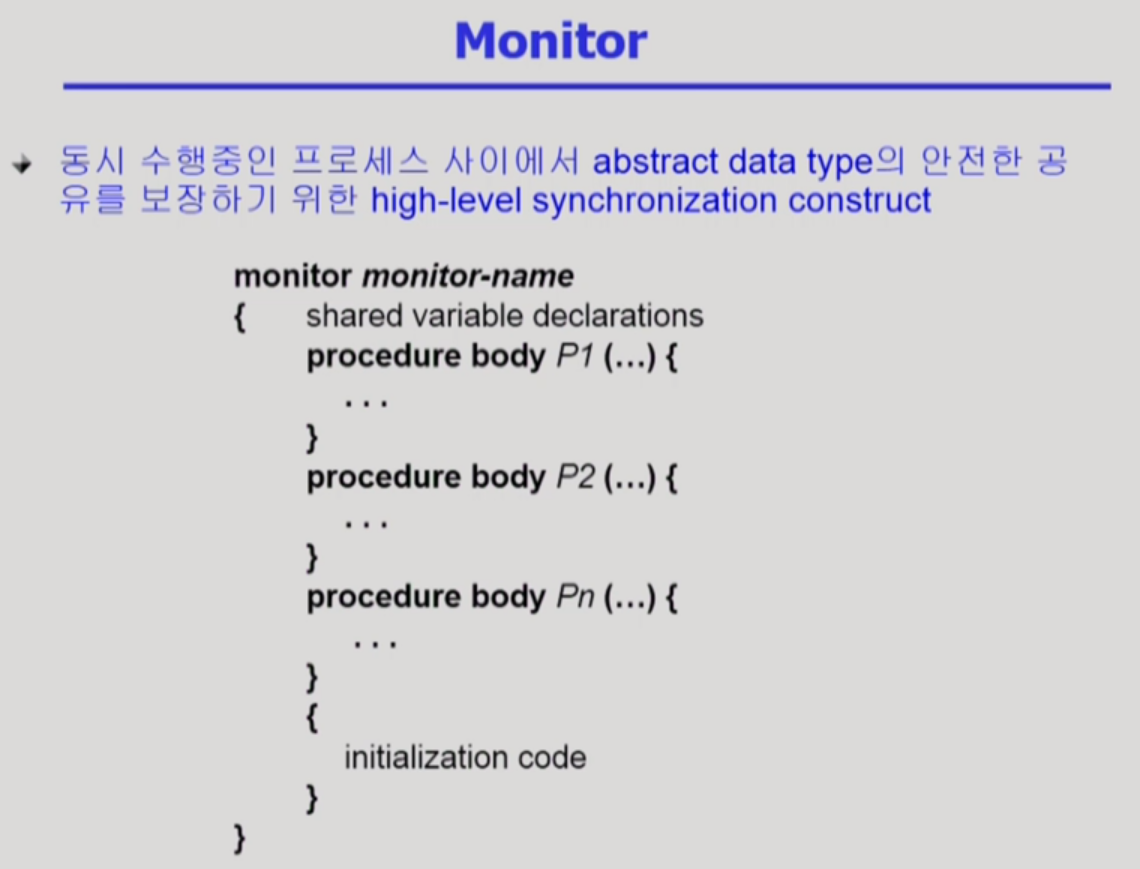 Monitor
동시 수행중인 프로세스 사이에서 abstract data type의 안전한 공
유를 보장하기 위한 high-level synchronization construct
monitor monitor-name
{ shared variable declarations
procedure body P1 (...) {
...
}
procedure body P2 (...) {
...
}
procedure body Pn (...) {
...
}
{
initialization code
}
}